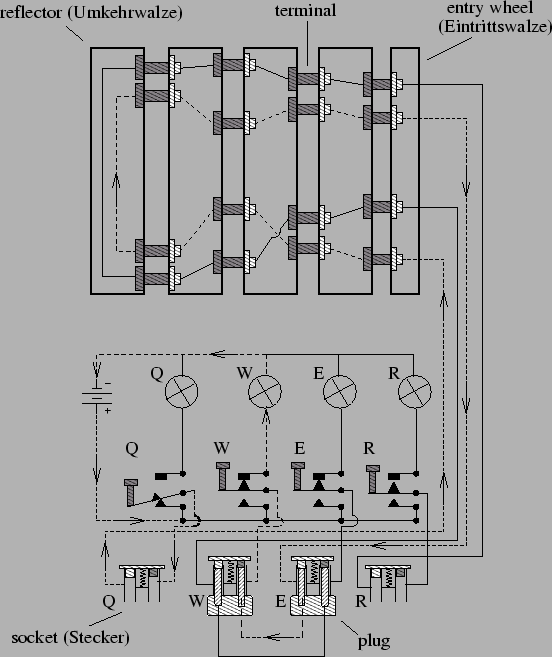 reflector (Umkehrwalze)
terminal
entry wheel
(Eintrittswalze)
Q
W
E
R
-
+
Q
W
E
R
Q
W
E
R
socket (Stecker)
plug